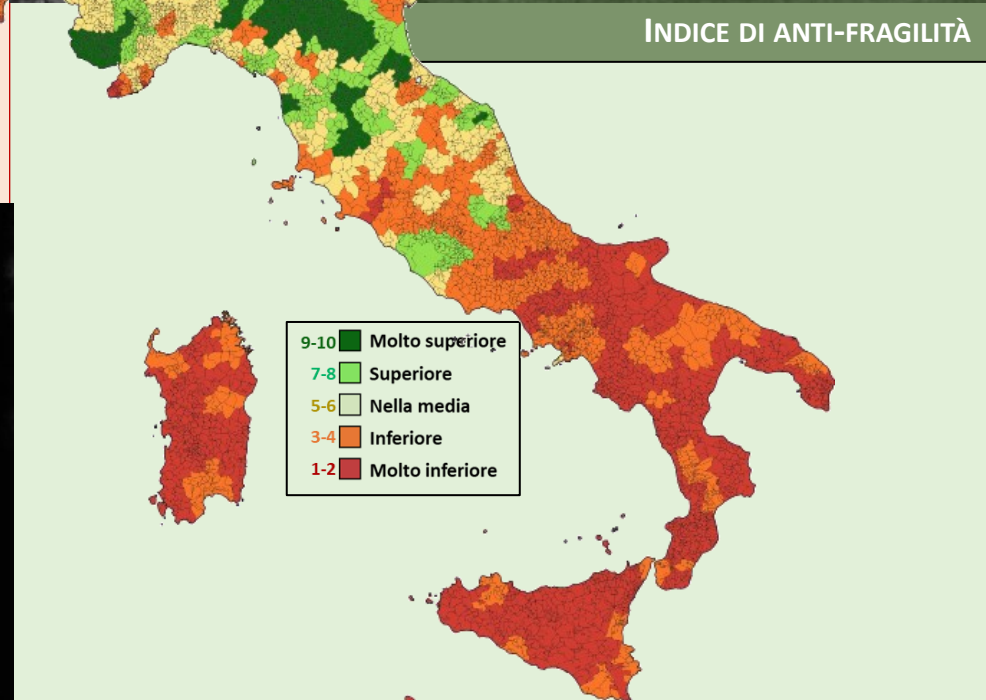 INDICE DI ANTI-FRAGILITÀ
9-10 Molto superiore
7-8 Superiore
5-6 Nella media
3-4 Inferiore
1-2 Molto inferiore